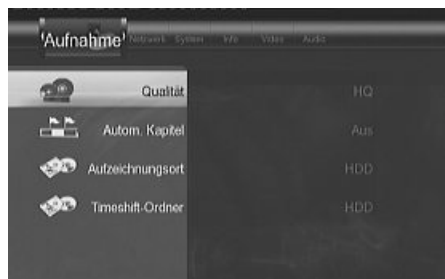 Aufnahme Netzwerk System Info Video Audio
Qualität HQ
Autom. Kapitel Aus
Aufzeichnungsort HDD
Timeshift-Ordner HDD